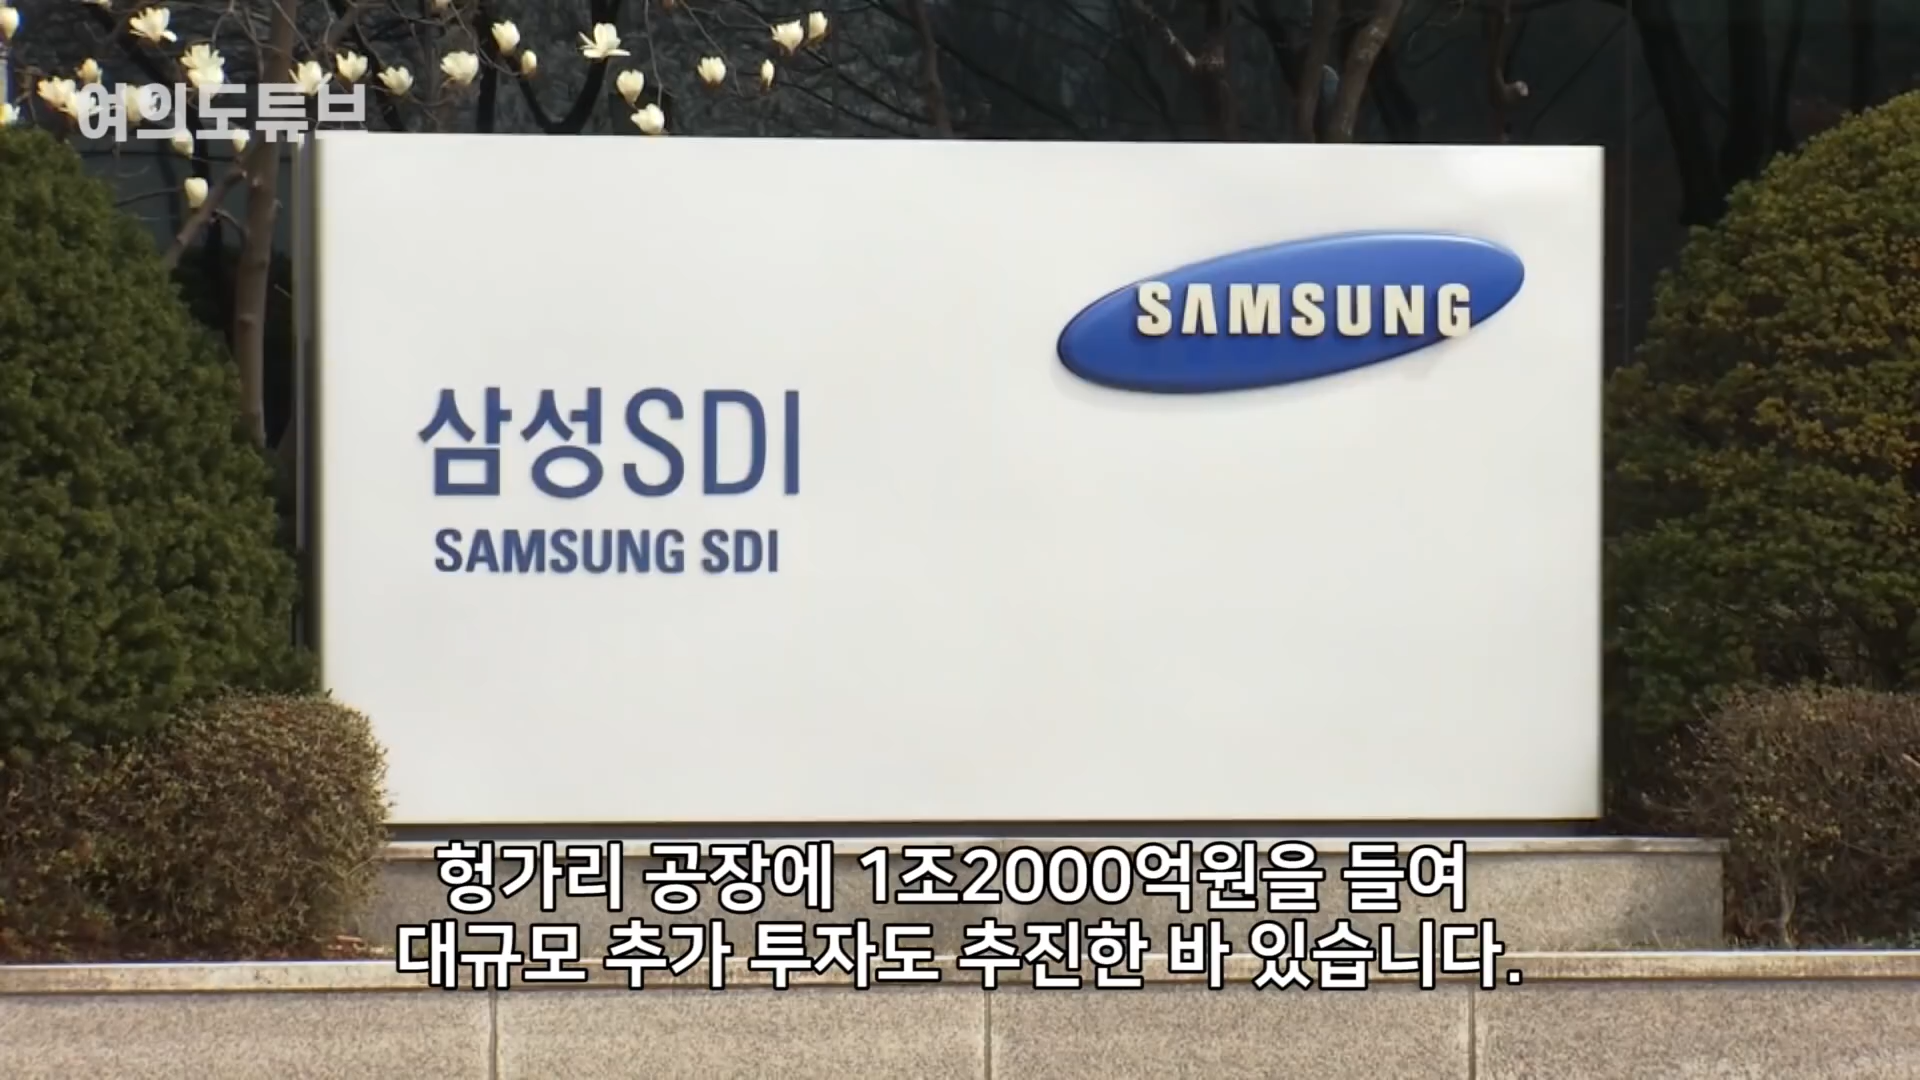 여의도튜브
SAMSUNG
삼성SDI
SAMSUNG SDI
헝가리 공장에 1조2000억원을 들여
대규모 추가 투자도 추진한 바 있습니다.